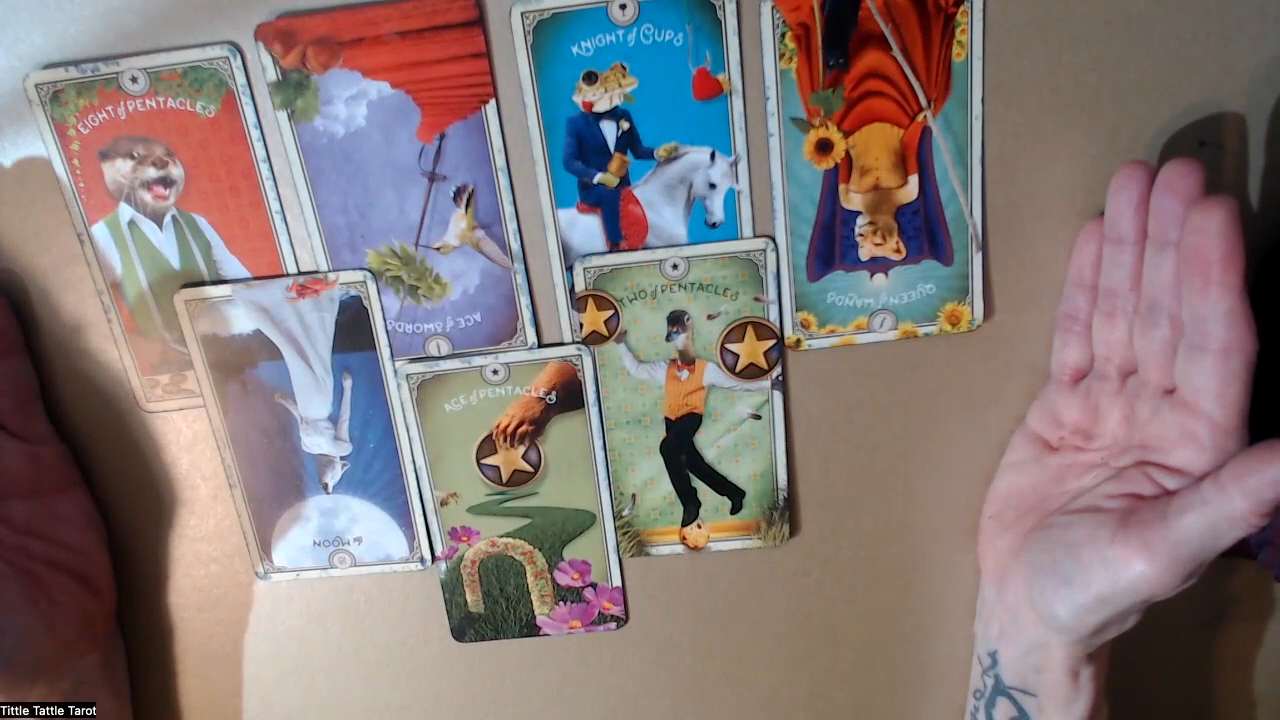 EIGHT of PENTACLES
ACE of SWORDS
KNIGHT of CUPS
QUEEN of WANDS
the MOON
ACE of PENTACLES
TWO of PENTACLES
Tittle Tattle Tarot